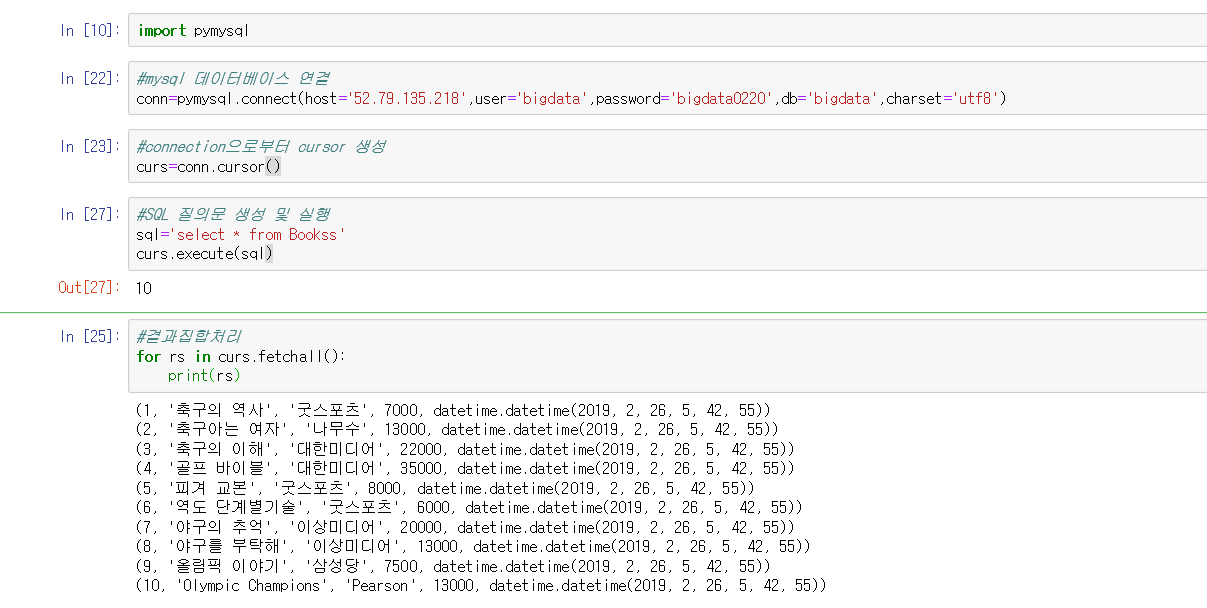 In [10]: import pymysql
In [22]: #mysql 데이터베이스 연결
conn=pymysql.connect(host='52.79.135.218',user='bigdata',password='bigdata0220',db='bigdata',charset='utf8')
In [23]: #connection으로부터 cursor 생성
curs=conn.cursor()
In [27]: #SQL 질의문 생성 및 실행
sql='select * from Bookss'
curs.execute(sql)
Out[27]: 10
In [25]: #결과집합처리
for rs in curs.fetchall():
    print(rs)
(1, '축구의 역사', '굿스포츠', 7000, datetime.datetime(2019, 2, 26, 5, 42, 55))
(2, '축구아는 여자', '나무수', 13000, datetime.datetime(2019, 2, 26, 5, 42, 55))
(3, '축구의 이해', '대한미디어', 22000, datetime.datetime(2019, 2, 26, 5, 42, 55))
(4, '골프 바이블', '대한미디어', 35000, datetime.datetime(2019, 2, 26, 5, 42, 55))
(5, '피겨 교본', '굿스포츠', 8000, datetime.datetime(2019, 2, 26, 5, 42, 55))
(6, '역도 단계별기술', '굿스포츠', 6000, datetime.datetime(2019, 2, 26, 5, 42, 55))
(7, '야구의 추억', '이상미디어', 20000, datetime.datetime(2019, 2, 26, 5, 42, 55))
(8, '야구를 부탁해', '이상미디어', 13000, datetime.datetime(2019, 2, 26, 5, 42, 55))
(9, '올림픽 이야기', '삼성당', 7500, datetime.datetime(2019, 2, 26, 5, 42, 55))
(10, 'Olympic Champions', 'Pearson', 13000, datetime.datetime(2019, 2, 26, 5, 42, 55))